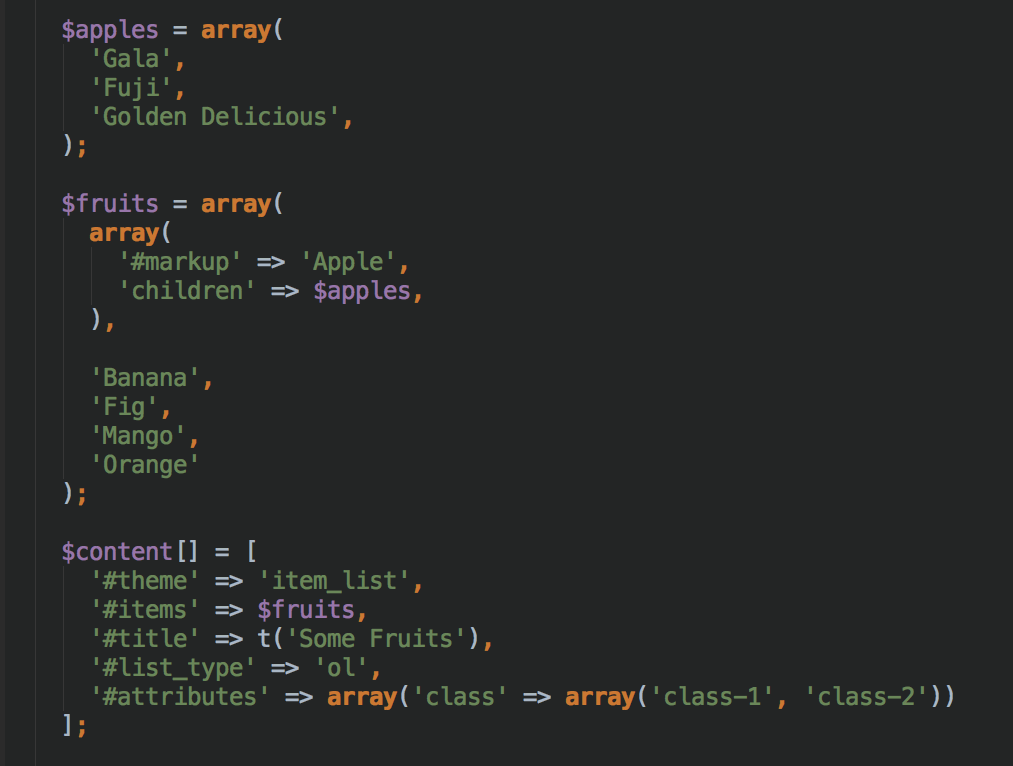 $apples = array(
  'Gala',
  'Fuji',
  'Golden Delicious',
);
$fruits = array(
  array(
    '#markup' => 'Apple',
    'children' => $apples,
  ),
  'Banana',
  'Fig',
  'Mango',
  'Orange'
);
$content[] = [
  '#theme' => 'item_list',
  '#items' => $fruits,
  '#title' => t('Some Fruits'),
  '#list_type' => 'ol',
  '#attributes' => array('class' => array('class-1', 'class-2'))
];